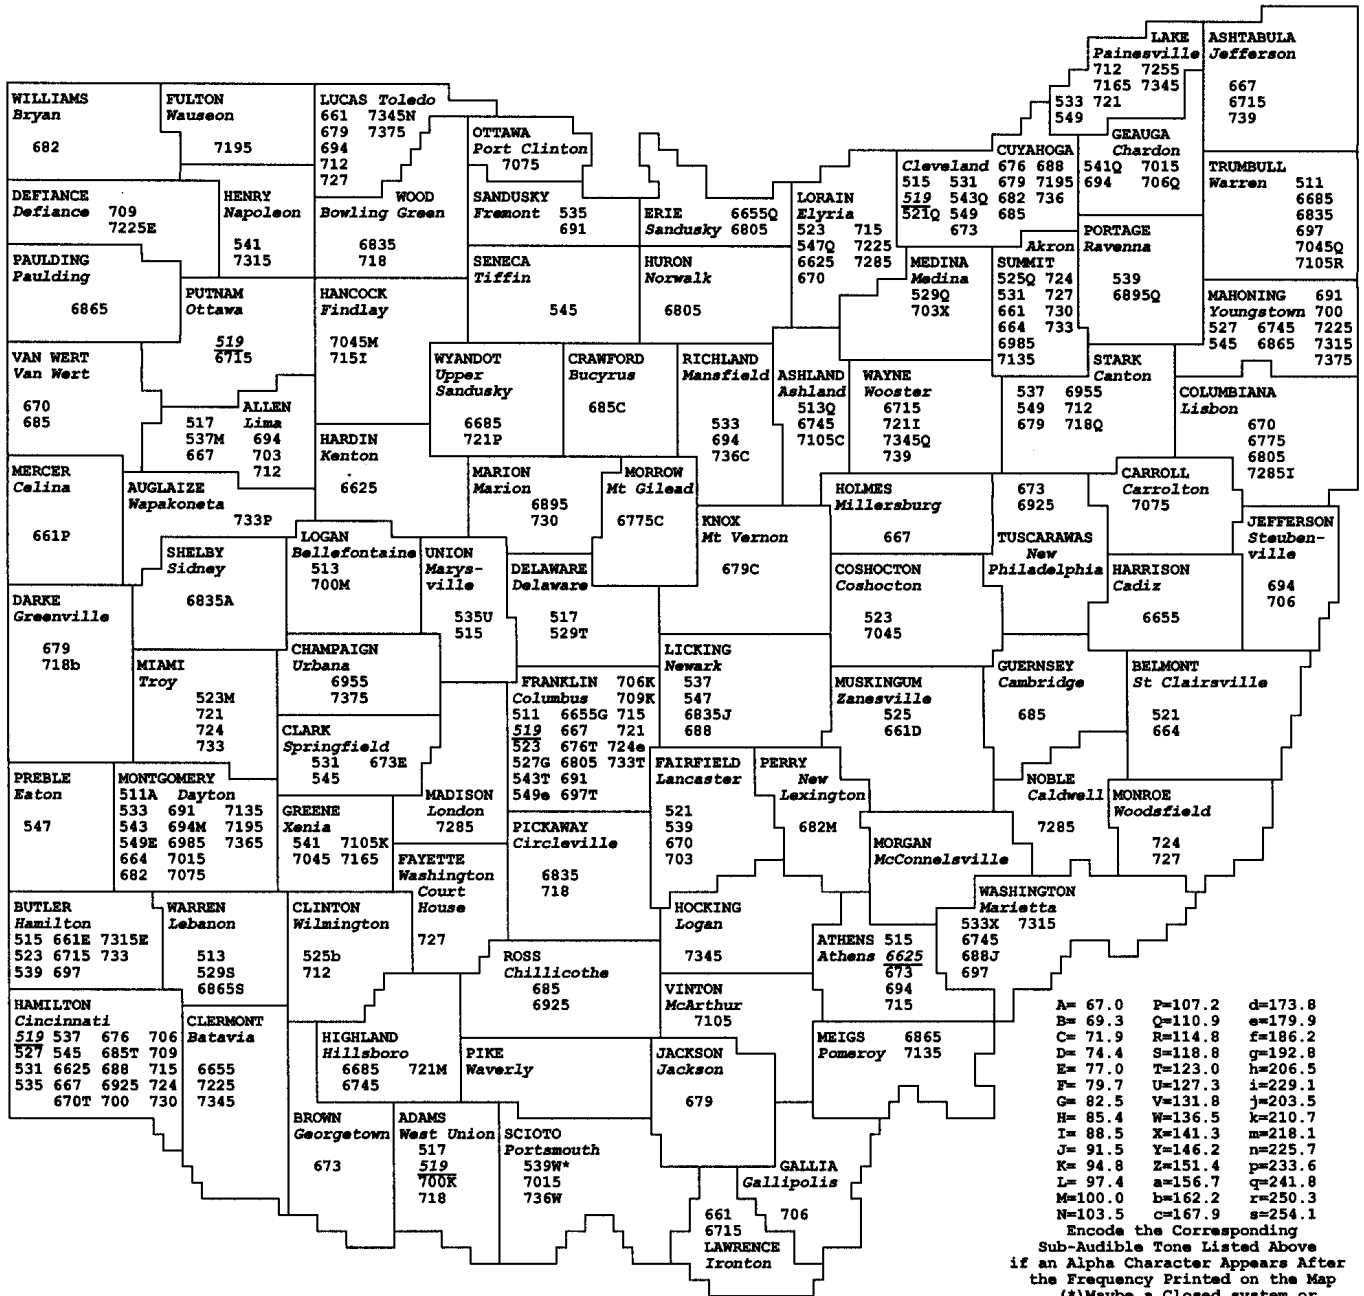 LAKE
Painesville
712 7255
7165 7345
533 721
549
ASHTABULA
Jefferson
667
6715
739
WILLIAMS
Bryan
682
FULTON
Wauseon
7195
LUCAS Toledo
661 7345N
679 7375
694
712
727
OTTAWA
Port Clinton
7075
GEAUGA
Chardon
541Q 7015
694 706Q
CUYAHOGA
Cleveland 676 688
515 531 679 7195
519 543Q 682 736
521Q 549 685
673
TRUMBULL
Warren 511
6685
6835
697
7045Q
7105R
DEFIANCE
Defiance 709
7225E
HENRY
Napoleon
541
7315
WOOD
Bowling Green
6835
718
SANDUSKY
Fremont 535
691
ERIE 6655Q
Sandusky 6805
LORAIN
Elyria
523 715
547Q 7225
6625 7285
670
PORTAGE
Ravenna
539
6895Q
PAULDING
Paulding
6865
PUTNAM
Ottawa
519
6715
HANCOCK
Findlay
7045M
715I
SENECA
Tiffin
545
HURON
Norwalk
6805
MEDINA
Medina
529Q
703X
Akron
SUMMIT
525Q 724
531 727
661 730
664 733
6985
7135
MAHONING 691
Youngstown 700
527 6745 7225
545 6865 7315
7375
VAN WERT
Van Wert
670
685
ALLEN
517 Lima
537M 694
667 703
712
WYANDOT
Upper
Sandusky
6685
721P
CRAWFORD
Bucyrus
685C
RICHLAND
Mansfield
533
694
736C
ASHLAND
Ashland
513Q
6745
7105C
WAYNE
Wooster
6715
721I
7345Q
739
STARK
Canton
537 6955
549 712
679 718Q
COLUMBIANA
Lisbon
670
6775
6805
7285I
HARDIN
Kenton
6625
MERCER
Celina
661P
AUGLAIZE
Wapakoneta
733P
MARION
Marion
6895
730
MORROW
Mt Gilead
6775C
HOLMES
Millersburg
667
673
6925
TUSCARAWAS
New
Philadelphia
CARROLL
Carrolton
7075
KNOX
Mt Vernon
679C
JEFFERSON
Steuben-
ville
694
706
SHELBY
Sidney
6835A
LOGAN
Bellefontaine
513
700M
UNION
Marys-
ville
535U
515
DELAWARE
Delaware
517
529T
COSHOCTON
Coshocton
523
7045
HARRISON
Cadiz
6655
DARKE
Greenville
679
718b
MIAMI
Troy
523M
721
724
733
CHAMPAIGN
Urbana
6955
7375
LICKING
Newark
537
547
6835J
688
GUERNSEY
Cambridge
685
BELMONT
St Clairsville
521
664
FRANKLIN 706K
Columbus 709K
511 6655G 715
519 667 721
523 676T 724e
527G 6805 733T
543T 691
549e 697T
MUSKINGUM
Zanesville
525
661D
CLARK
Springfield
531 673E
545
FAIRFIELD
Lancaster
521
539
670
703
PERRY
New
Lexington
682M
NOBLE
Caldwell
7285
MONROE
Woodsfield
724
727
PREBLE
Eaton
547
MONTGOMERY
511A Dayton
533 691 7135
543 694M 7195
549E 6985 7365
664 7015
682 7075
MADISON
London
7285
GREENE
Xenia
541 7105K
7045 7165
PICKAWAY
Circleville
6835
718
MORGAN
McConnelsville
FAYETTE
Washington
Court
House
727
WASHINGTON
Marietta
533X 7315
6745
688J
697
BUTLER
Hamilton
515 661E 7315E
523 6715 733
539 697
WARREN
Lebanon
513
529S
6865S
CLINTON
Wilmington
525b
712
HOCKING
Logan
7345
ATHENS 515
Athens 6625
673
694
715
ROSS
Chillicothe
685
6925
VINTON
McArthur
7105
HAMILTON
Cincinnati
519 537 676 706
527 545 685T 709
531 6625 688 715
535 667 6925 724
670T 700 730
CLERMONT
Batavia
6655
7225
7345
HIGHLAND
Hillsboro
6685 721M
6745
PIKE
Waverly
JACKSON
Jackson
679
MEIGS 6865
Pomeroy 7135
BROWN
Georgetown
673
ADAMS
West Union
517
519
700K
718
SCIOTO
Portsmouth
539W*
7015
736W
GALLIA
Gallipolis
706
661
6715
LAWRENCE
Ironton
A= 67.0 P=107.2 d=173.8
B= 69.3 Q=110.9 e=179.9
C= 71.9 R=114.8 f=186.2
D= 74.4 S=118.8 g=192.8
E= 77.0 T=123.0 h=206.5
F= 79.7 U=127.3 i=229.1
G= 82.5 V=131.8 j=203.5
H= 85.4 W=136.5 k=210.7
I= 88.5 X=141.3 m=218.1
J= 91.5 Y=146.2 n=225.7
K= 94.8 Z=151.4 p=233.6
L= 97.4 a=156.7 q=241.8
M=100.0 b=162.2 r=250.3
N=103.5 c=167.9 s=254.1
Encode the Corresponding
Sub-Audible Tone Listed Above
if an Alpha Character Appears After
the Frequency Printed on the Map
(*)Maybe a Closed system or